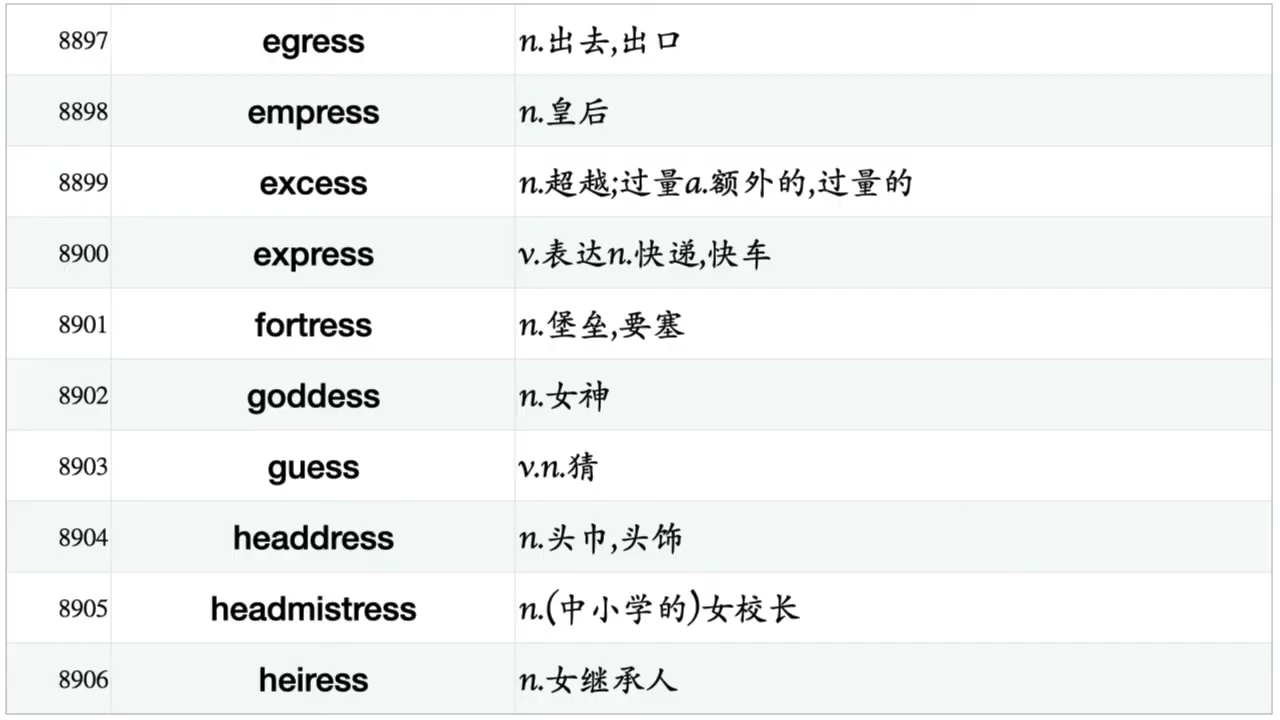 8897 egress n.出去,出口
8898 empress n.皇后
8899 excess n.超越;过量a.额外的,过量的
8900 express v.表达n.快递,快车
8901 fortress n.堡垒,要塞
8902 goddess n.女神
8903 guess v.n.猜
8904 headdress n.头巾,头饰
8905 headmistress n.(中小学的)女校长
8906 heiress n.女继承人